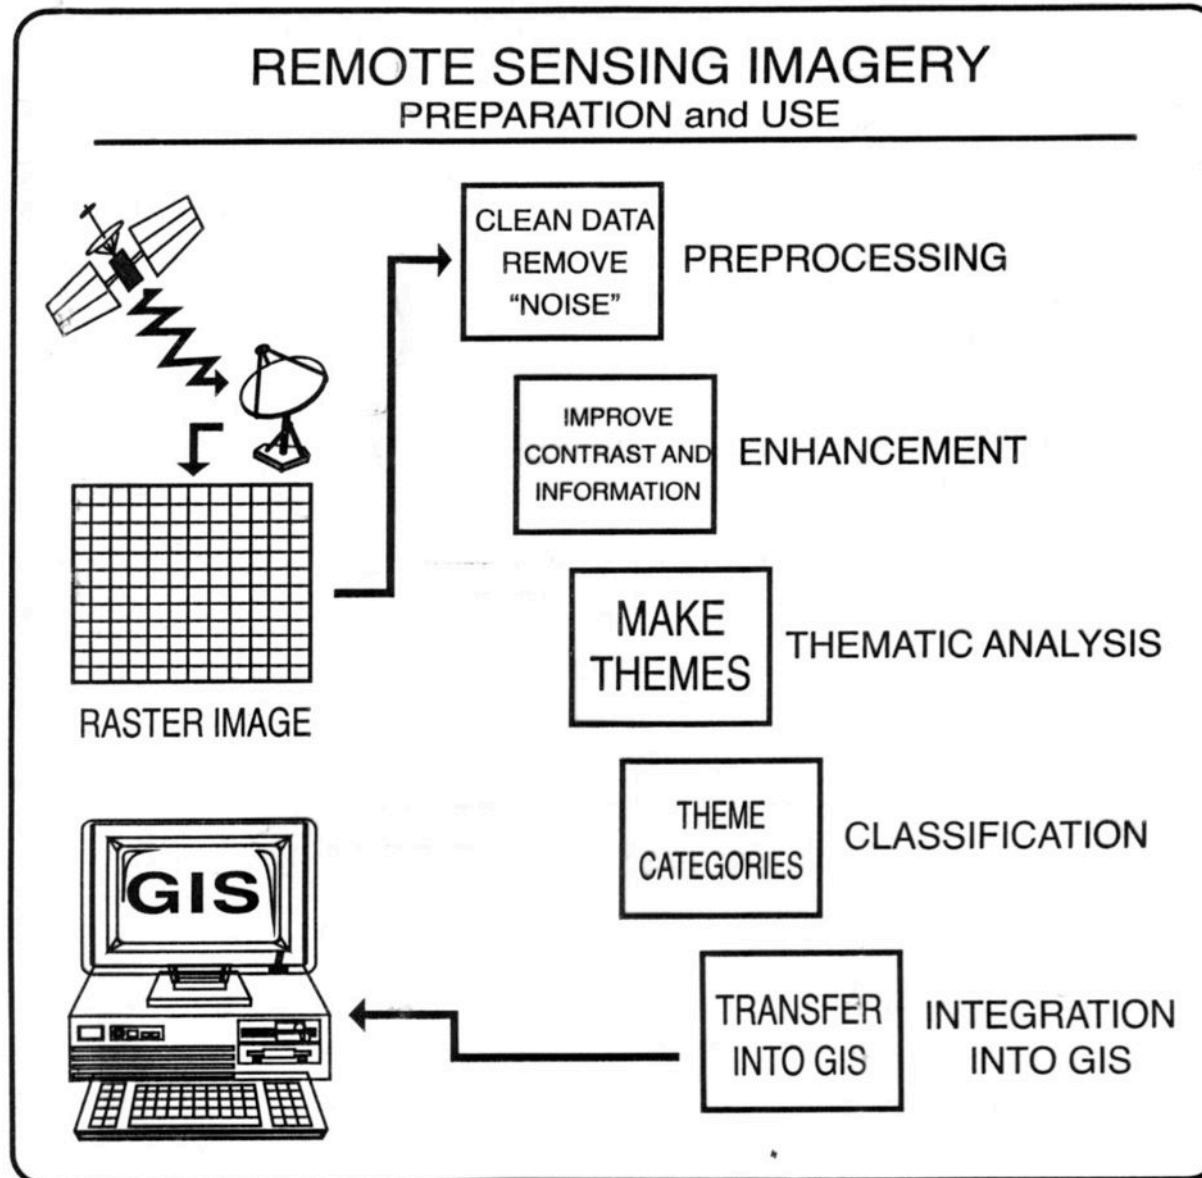 REMOTE SENSING IMAGERY
PREPARATION and USE
CLEAN DATA
REMOVE
“NOISE”
PREPROCESSING
IMPROVE
CONTRAST AND
INFORMATION
ENHANCEMENT
MAKE
THEMES
THEMATIC ANALYSIS
RASTER IMAGE
THEME
CATEGORIES
CLASSIFICATION
GIS
TRANSFER
INTO GIS
INTEGRATION
INTO GIS